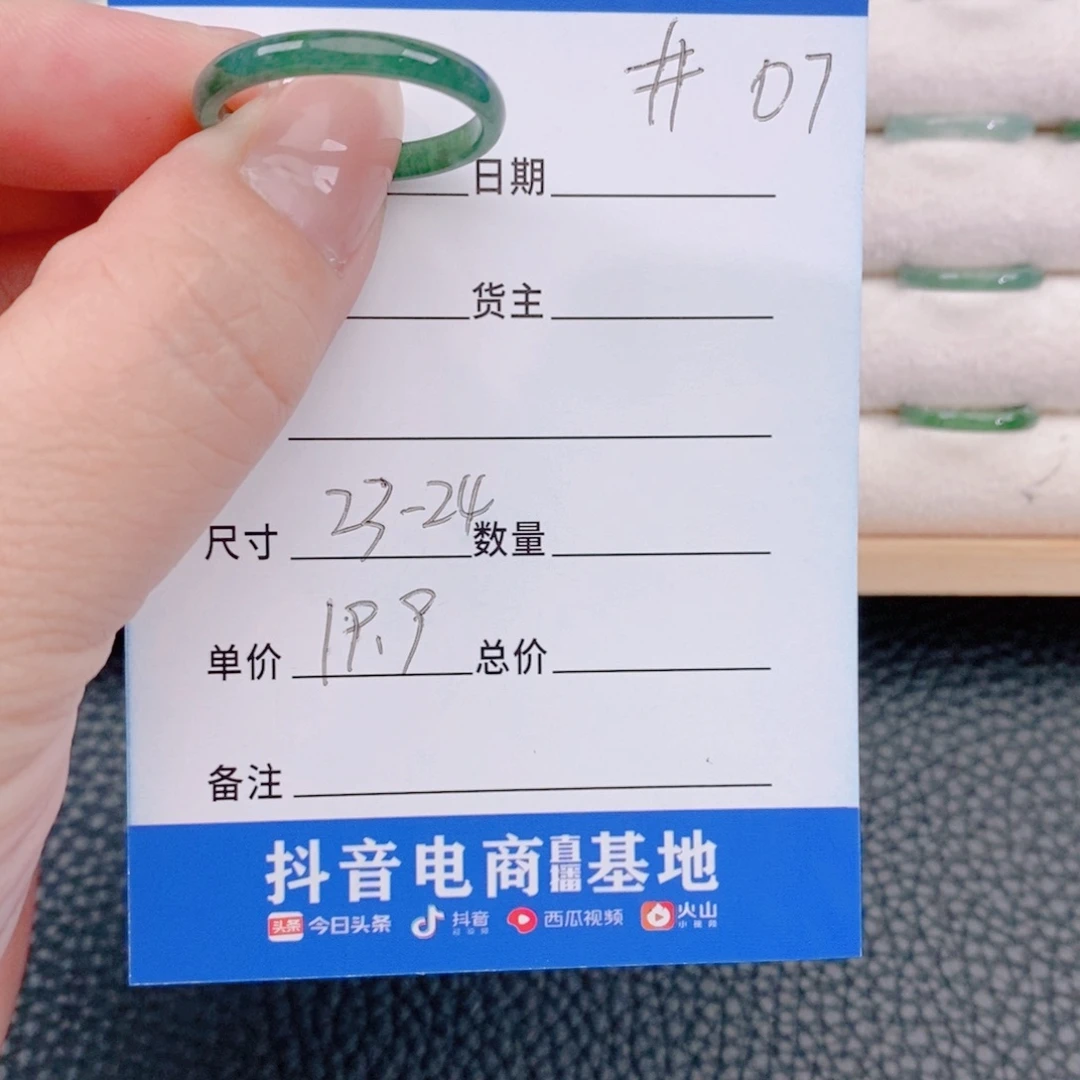 # 07
日期
货主
尺寸 23-24 数量
单价 19.9 总价
备注
抖音电商直播基地
头条 今日头条 抖音 西瓜视频 火山